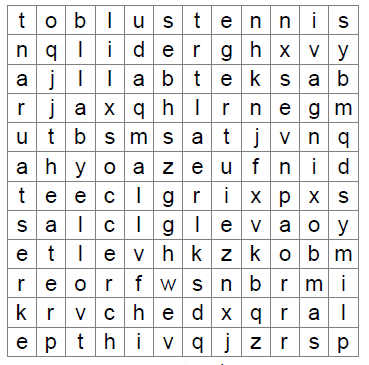 t o b l u s t e n n i s
n q l i d e r g h x v y
a j l l a b t e k s a b
r j a x q h l r n e g m
u t b s m s a t j v n q
a h y o a z e u f n i d
t e e c l g r i x p x s
s a l c l g l e v a o y
e t l e v h k z k o b m
r e o r f w s n b r m i
k r v c h e d x q r a l
e p t h i v q j z r s p